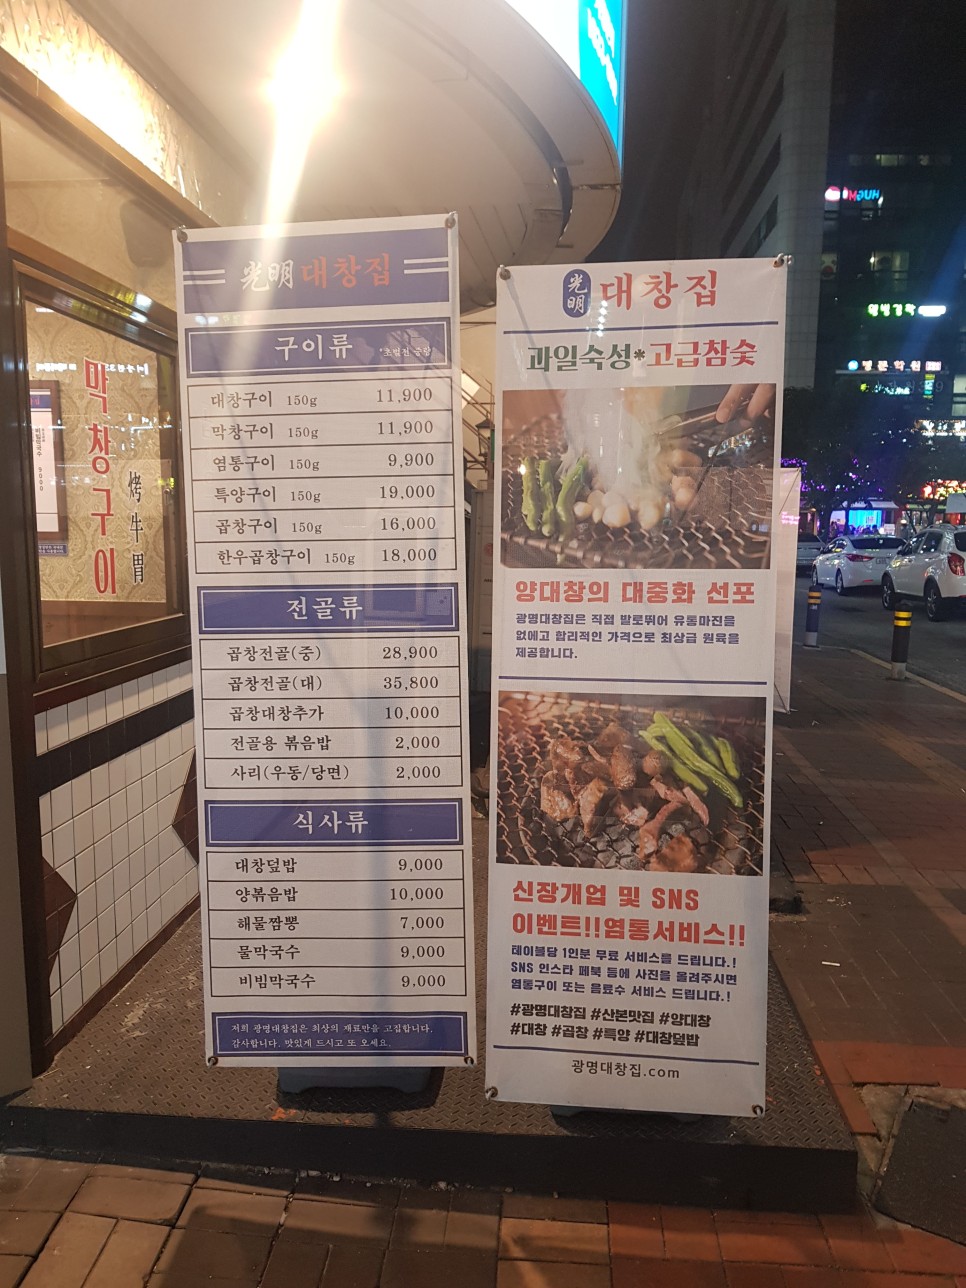 光明대창집
구이류 *초벌전 중량
대창구이 150g 11,900
막창구이 150g 11,900
염통구이 150g 9,900
특양구이 150g 19,000
곱창구이 150g 16,000
한우곱창구이 150g 18,000
전골류
곱창전골(중) 28,900
곱창전골(대) 35,800
곱창대창추가 10,000
전골용 볶음밥 2,000
사리(우동/당면) 2,000
식사류
대창덮밥 9,000
양볶음밥 10,000
해물짬뽕 7,000
물막국수 9,000
비빔막국수 9,000
저희 광명대창집은 최상의 재료만을 고집합니다.
감사합니다. 맛있게 드시고 또 오세요.
光明 대창집
과일숙성*고급참숯
양대창의 대중화 선포
광명대창집은 직접 발로뛰어 유통마진을
없애고 합리적인 가격으로 최상급 원육을
제공합니다.
신장개업 및 SNS
이벤트!!염통서비스!!
테이블당 1인분 무료 서비스를 드립니다.!
SNS 인스타 페북 등에 사진을 올려주시면
염통구이 또는 음료수 서비스 드립니다.!
#광명대창집 #산본맛집 #양대창
#대창 #곱창 #특양 #대창덮밥
광명대창집.com
막창구이
烤牛胃
명문학원